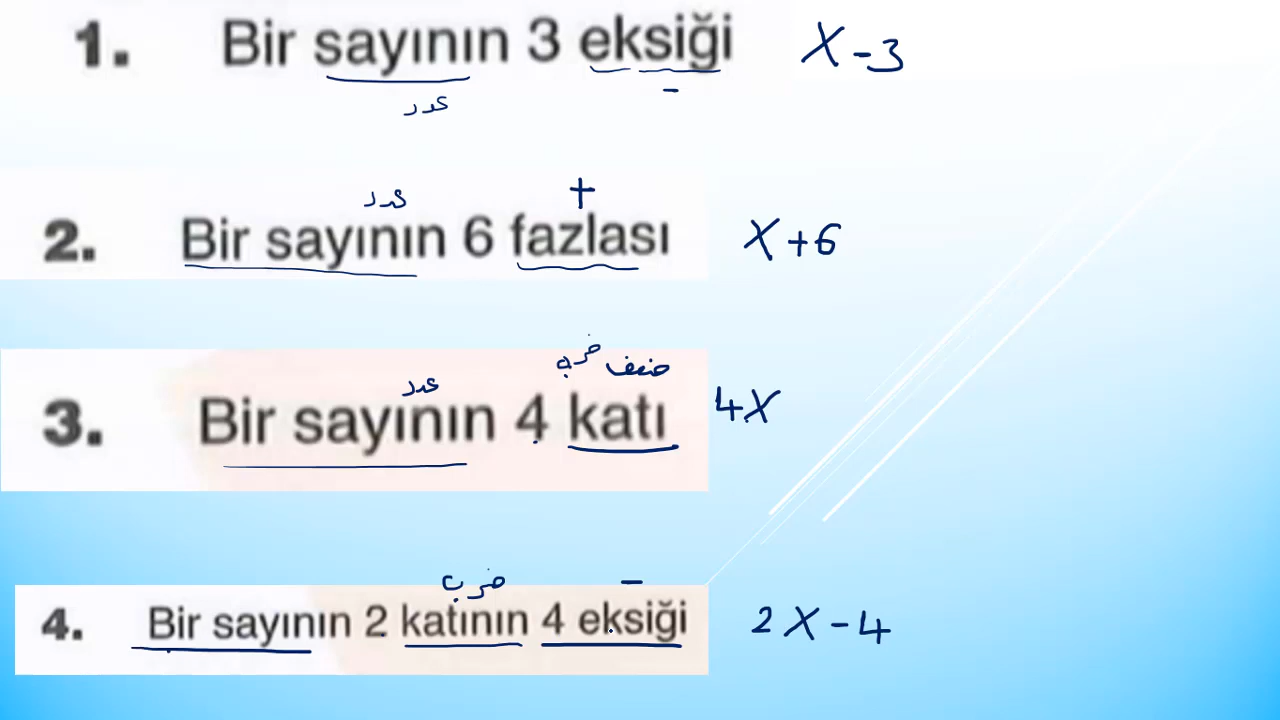 1. Bir sayının 3 eksiği x-3
-
عدد
عدد +
2. Bir sayının 6 fazlası x+6
ضعف ضرب
عدد
3. Bir sayının 4 katı 4x
ضرب -
4. Bir sayının 2 katının 4 eksiği 2x-4